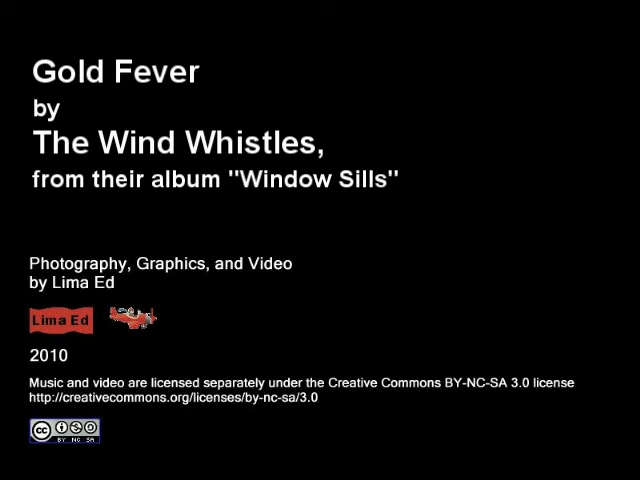 Gold Fever
by
The Wind Whistles,
from their album "Window Sills"
Photography, Graphics, and Video
by Lima Ed
Lima Ed
2010
Music and video are licensed separately under the Creative Commons BY-NC-SA 3.0 license
http://creativecommons.org/licenses/by-nc-sa/3.0
cc
BY NC SA